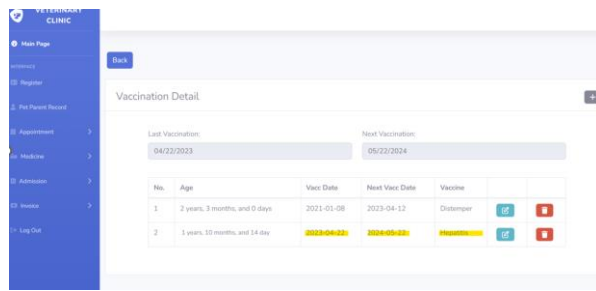 VETERINARY
CLINIC
Main Page
Register
Pet Parent Record
Appointment
Medicine
Admission
Invoice
Log Out
Back
Vaccination Detail
Last Vaccination: Next Vaccination:
04/22/2023 05/22/2024
No. Age Vacc Date Next Vacc Date Vaccine
1 2 years, 3 months, and 0 days 2021-01-08 2023-04-12 Distemper
2 1 years, 10 months, and 14 day 2023-04-22 2024-05-22 Hepatitis